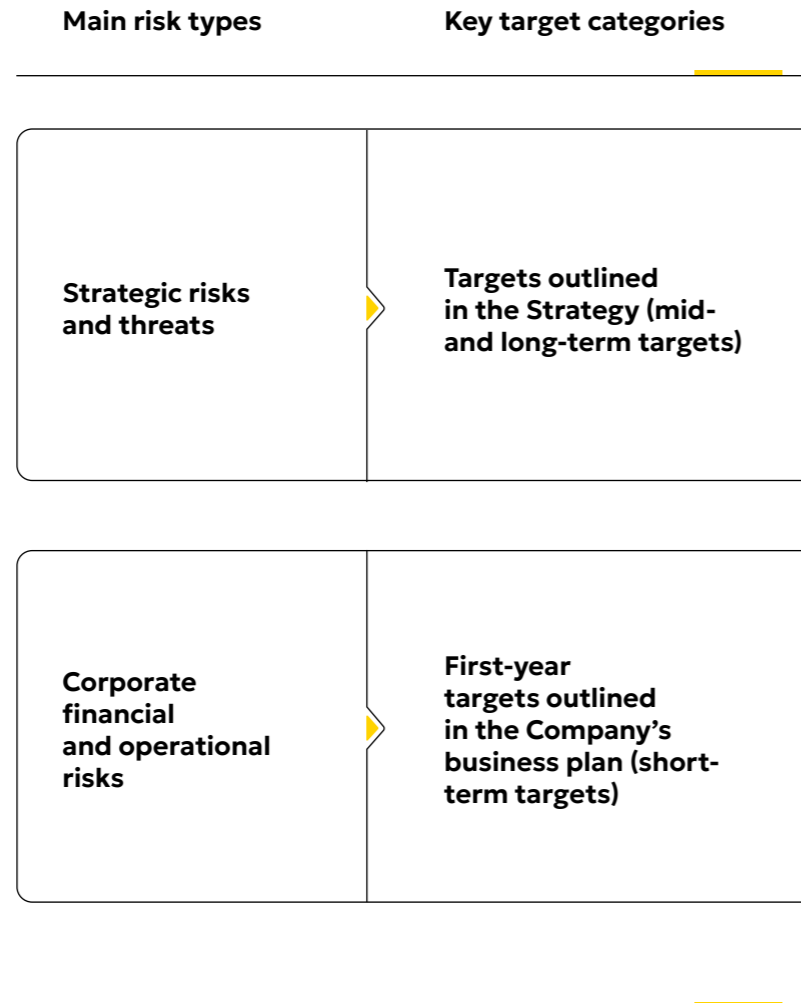 Main risk types
Key target categories
Strategic risks
and threats
Targets outlined
in the Strategy (mid-
and long-term targets)
Corporate
financial
and operational
risks
First-year
targets outlined
in the Company’s
business plan (short-
term targets)